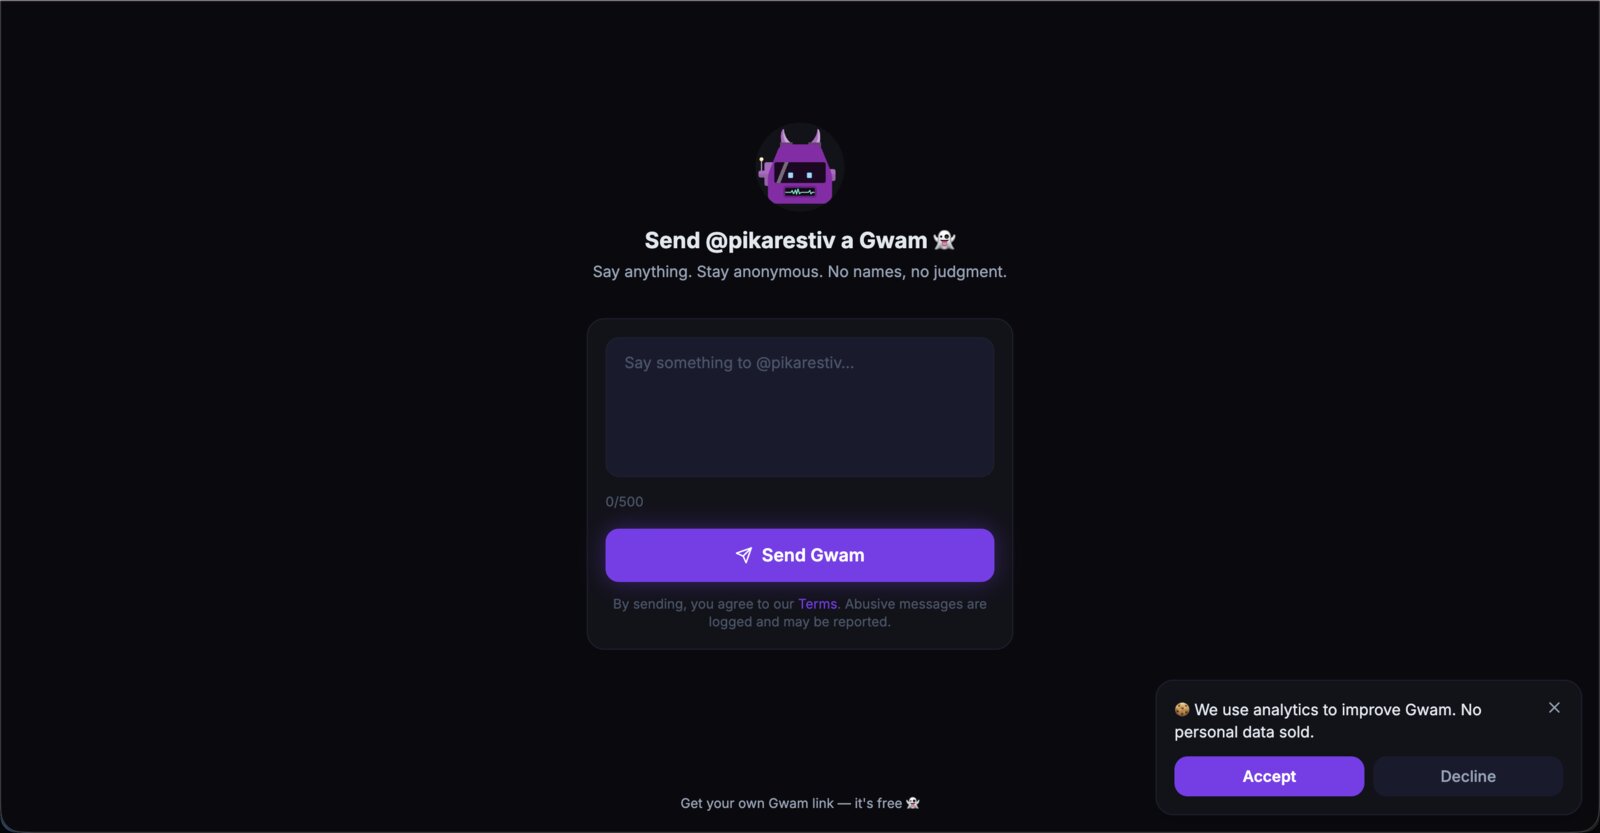 Send @pikarestiv a Gwam 👻
Say anything. Stay anonymous. No names, no judgment.
Say something to @pikarestiv...
0/500
Send Gwam
By sending, you agree to our Terms. Abusive messages are
logged and may be reported.
🍪 We use analytics to improve Gwam. No
personal data sold.
Accept
Decline
Get your own Gwam link — it's free 👻